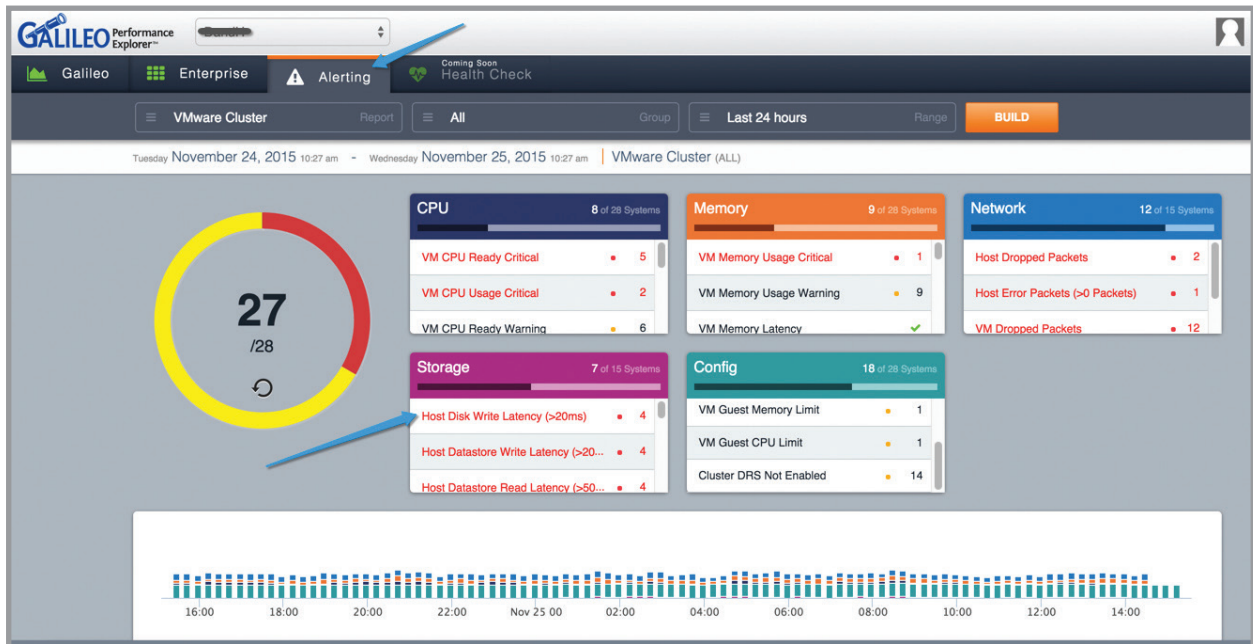 GALILEO Performance Explorer™
Galileo Enterprise Alerting Coming Soon Health Check
VMware Cluster Report All Group Last 24 hours Range BUILD
Tuesday November 24, 2015 10:27 am - Wednesday November 25, 2015 10:27 am VMware Cluster (ALL)
27
/28
CPU 8 of 28 Systems
VM CPU Ready Critical 5
VM CPU Usage Critical 2
VM CPU Ready Warning 6
Memory 9 of 28 Systems
VM Memory Usage Critical 1
VM Memory Usage Warning 9
VM Memory Latency
Network 12 of 15 Systems
Host Dropped Packets 2
Host Error Packets (>0 Packets) 1
VM Dropped Packets 12
Storage 7 of 15 Systems
Host Disk Write Latency (>20ms) 4
Host Datastore Write Latency (>20... 4
Host Datastore Read Latency (>50... 4
Config 18 of 28 Systems
VM Guest Memory Limit 1
VM Guest CPU Limit 1
Cluster DRS Not Enabled 14
16:00 18:00 20:00 22:00 Nov 25 00 02:00 04:00 06:00 08:00 10:00 12:00 14:00